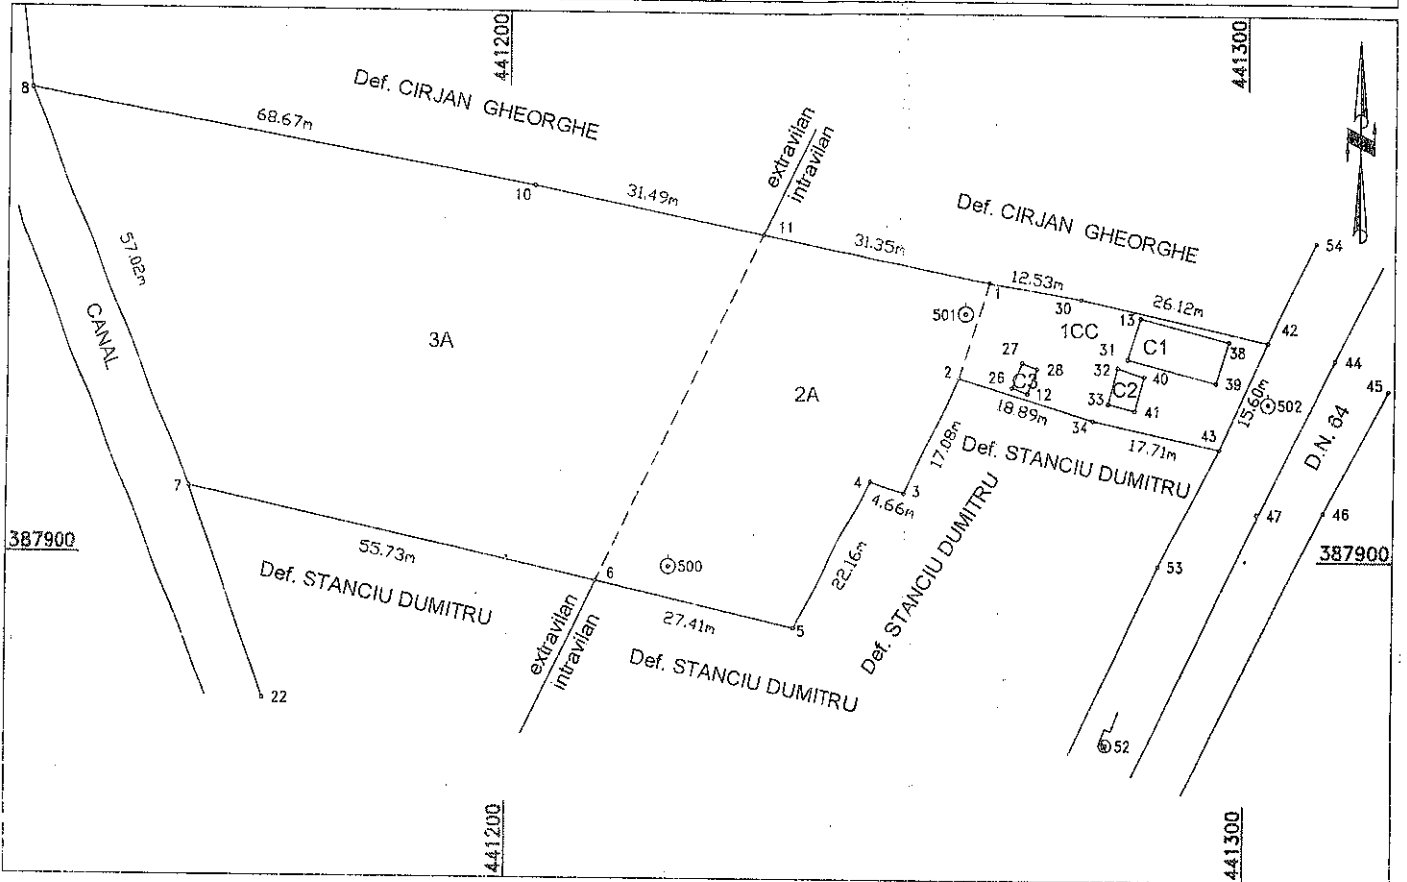 441200
441300
8
Def. CIRJAN GHEORGHE
68.67m
extravilan
intravilan
10
31.49m
11
Def. CIRJAN GHEORGHE
54
31.35m
57.02m
12.53m
1
30
26.12m
501
13
1CC
42
CANAL
3A
31
C1
38
44
27
28
32
40
39
45
2
26
C3
12
C2
15.60m
502
2A
33
41
18.89m
34
17.71m
43
D.N. 64
17.08m
Def. STANCIU DUMITRU
7
4
3
4.66m
Def. STANCIU DUMITRU
47
46
387900
387900
55.73m
22.16m
53
6
500
Def. STANCIU DUMITRU
27.41m
5
extravilan
intravilan
Def. STANCIU DUMITRU
22
52
441200
441300